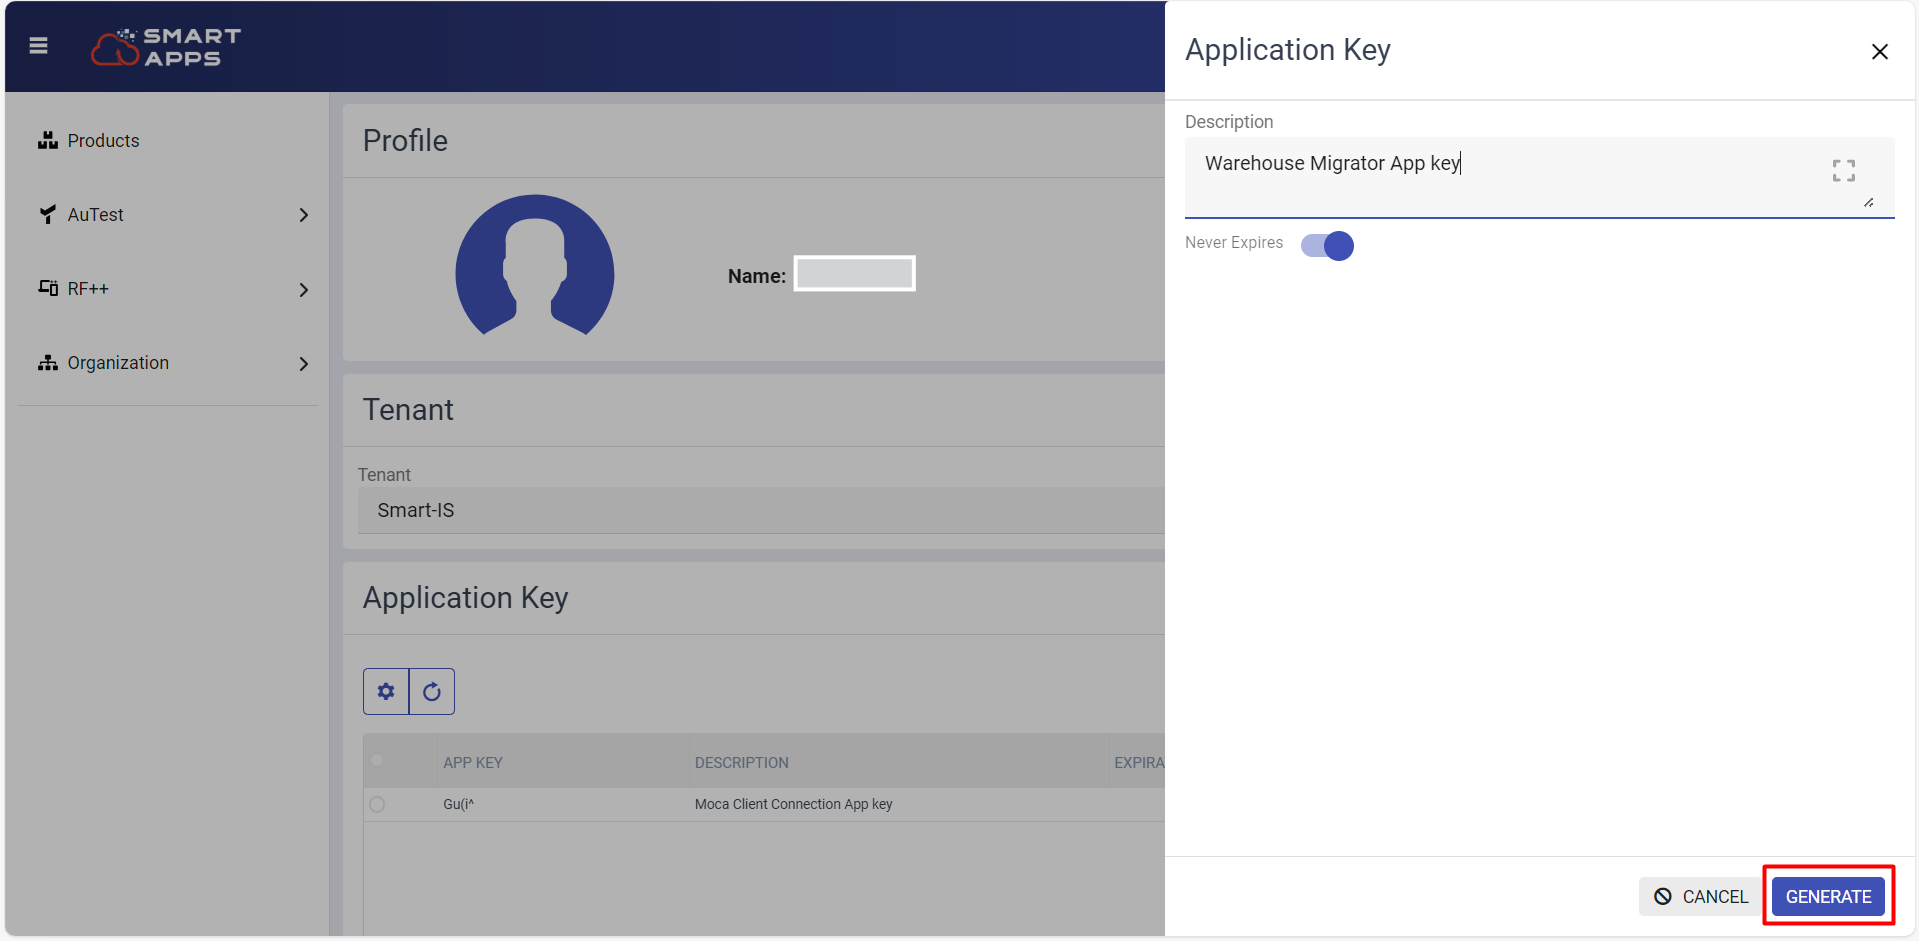 SMART
APPS
Products
AuTest
RF++
Organization
Profile
Name:
Tenant
Tenant
Smart-IS
Application Key
APP KEY DESCRIPTION EXPIRA
Gu(i^ Moca Client Connection App key
Application Key
Description
Warehouse Migrator App key
Never Expires
CANCEL GENERATE